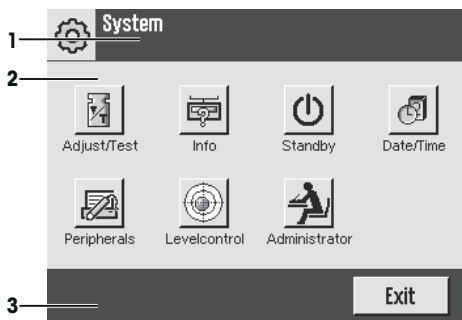 System
1
2
Adjust/Test Info Standby Date/Time
Peripherals Levelcontrol Administrator
3
Exit